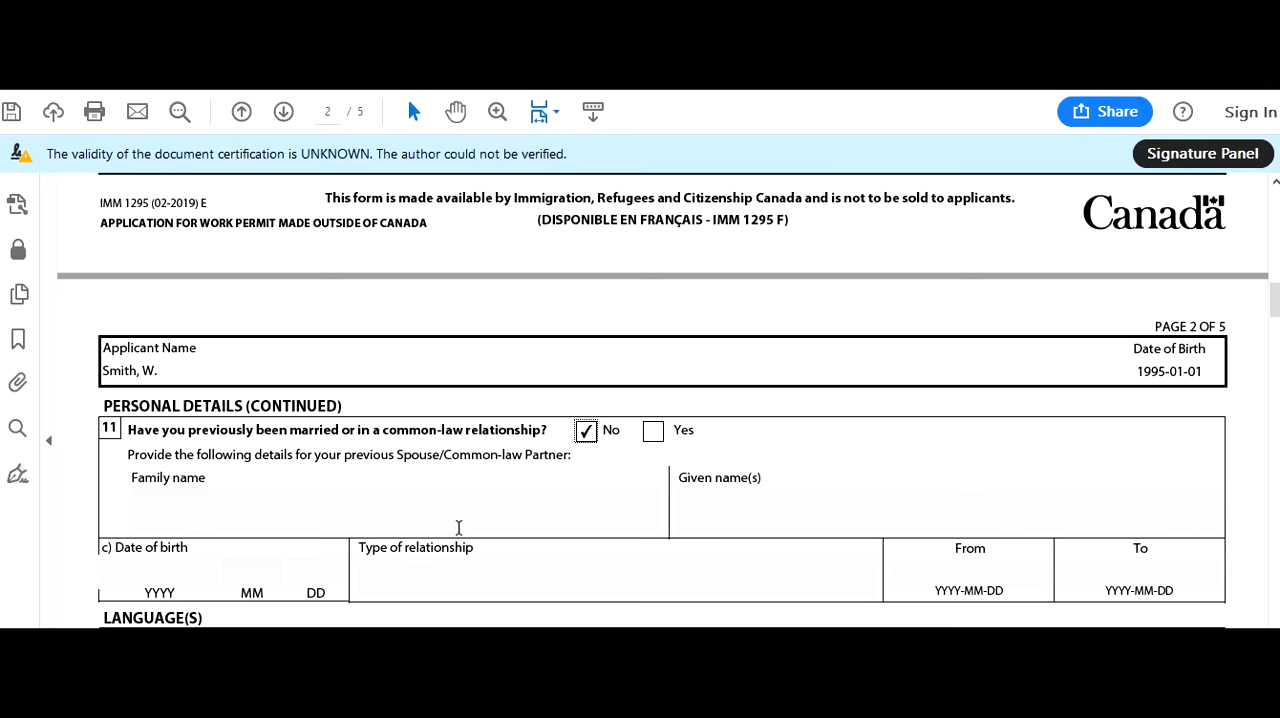 2 / 5
Share
Sign In
The validity of the document certification is UNKNOWN. The author could not be verified.
Signature Panel
IMM 1295 (02-2019) E
This form is made available by Immigration, Refugees and Citizenship Canada and is not to be sold to applicants.
APPLICATION FOR WORK PERMIT MADE OUTSIDE OF CANADA
(DISPONIBLE EN FRANÇAIS - IMM 1295 F)
Canada
PAGE 2 OF 5
Applicant Name
Date of Birth
Smith, W.
1995-01-01
PERSONAL DETAILS (CONTINUED)
11 Have you previously been married or in a common-law relationship? No Yes
Provide the following details for your previous Spouse/Common-law Partner:
Family name
Given name(s)
c) Date of birth
Type of relationship
From
To
YYYY MM DD
YYYY-MM-DD
YYYY-MM-DD
LANGUAGE(S)